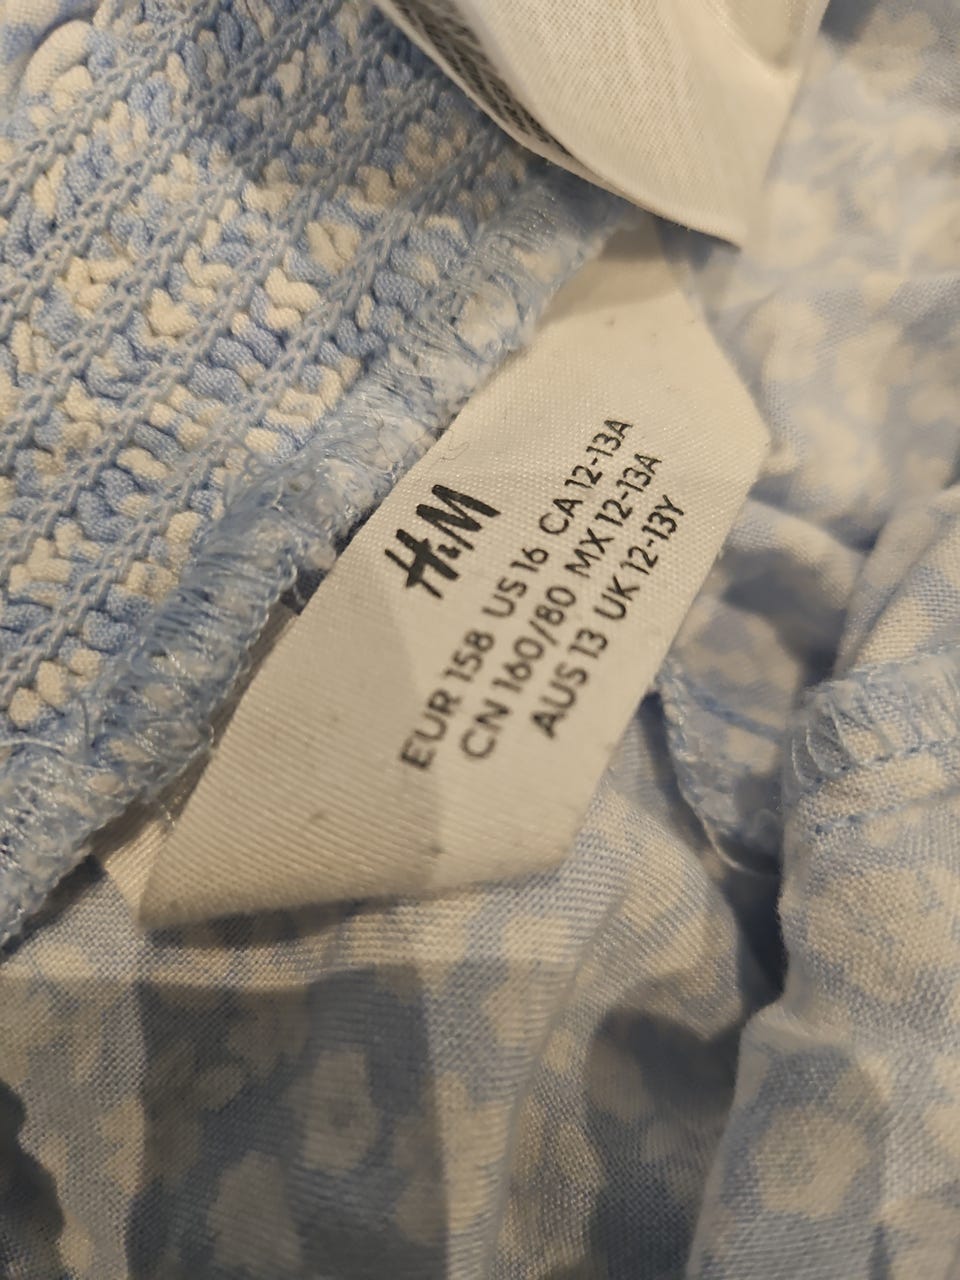 H&M
EUR 158 US 16 CA 12-13A
CN 160/80 MX 12-13A
AUS 13 UK 12-13Y